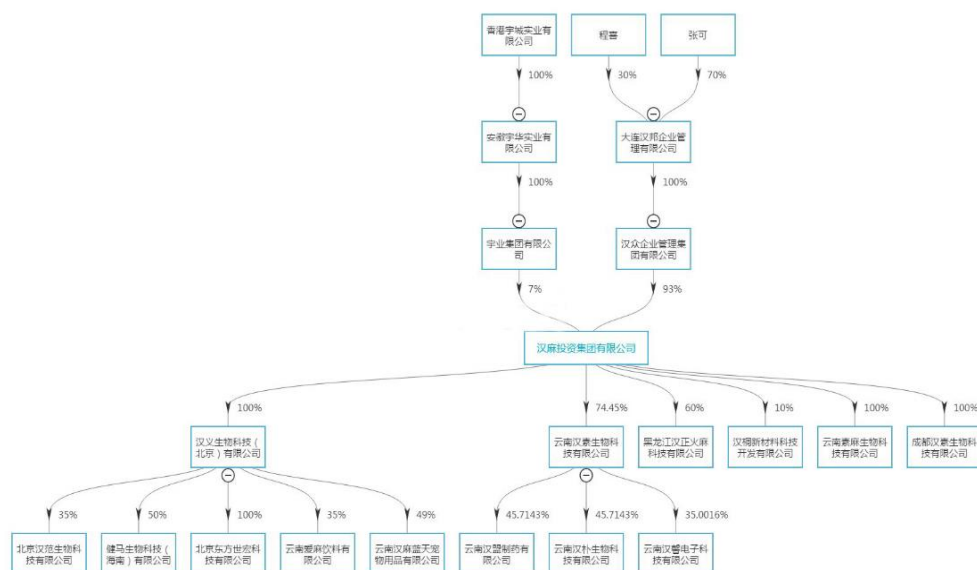 香港宇城实业有
限公司
程喜
张可
100%
30%
70%
安徽宇华实业有
限公司
大连汉邦企业管
理有限公司
100%
100%
宇业集团有限公
司
汉众企业管理集
团有限公司
7%
93%
汉麻投资集团有限公司
100%
74.45%
60%
10%
100%
100%
汉义生物科技（
北京）有限公司
云南汉素生物科
技有限公司
黑龙江汉正火麻
科技有限公司
汉棉新材料科技
开发有限公司
云南素麻生物科
技有限公司
成都汉素生物科
技有限公司
35%
50%
100%
35%
49%
45.7143%
45.7143%
35.0016%
北京汉范生物科
技有限公司
健马生物科技（
海南）有限公司
北京东方世宏科
技有限公司
云南爱麻饮料有
限公司
云南汉麻蓝天宠
物用品有限公司
云南汉盟制药有
限公司
云南汉朴生物科
技有限公司
云南汉馨电子科
技有限公司